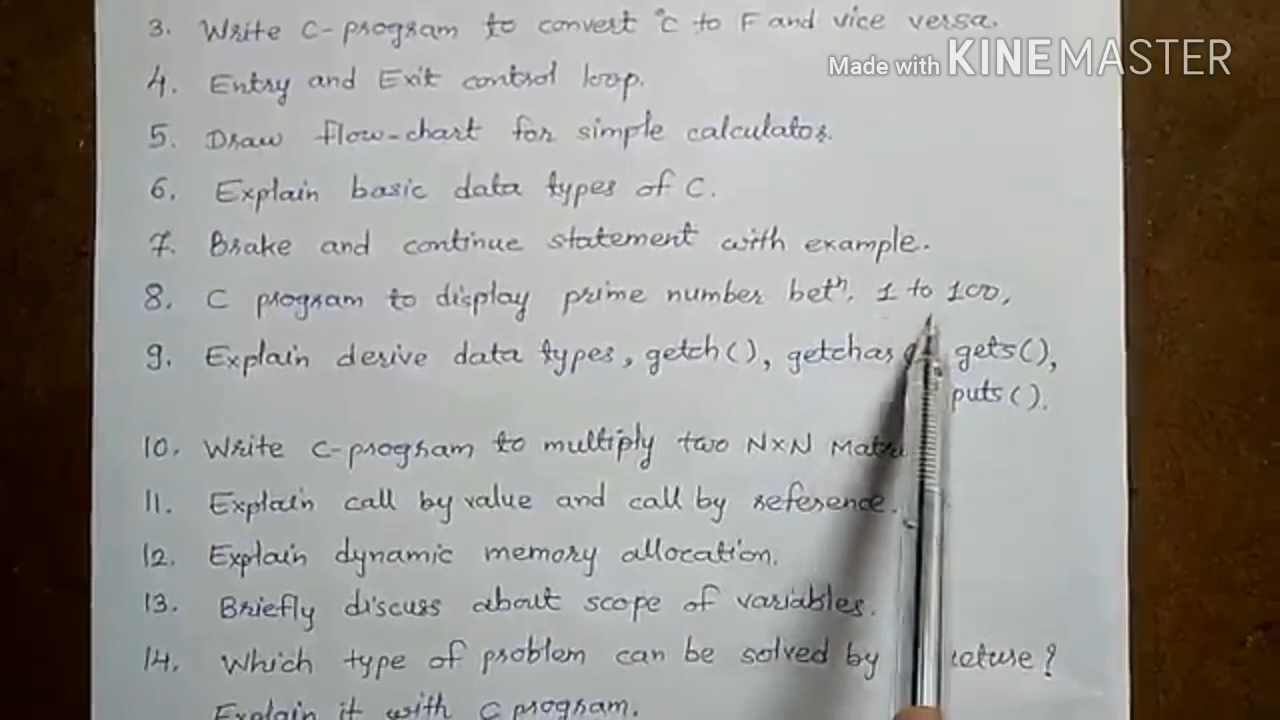 3. Write C-program to convert °C to F and vice versa.
Made with KINEMASTER
4. Entry and Exit control loop.
5. Draw flow-chart for simple calculator.
6. Explain basic data types of C.
7. Brake and continue statement with example.
8. C program to display prime number betⁿ. 1 to 100,
9. Explain derive data types, getch(), getchar gets(),
puts().
10. Write C-program to multiply two N×N
11. Explain call by value and call by reference.
12. Explain dynamic memory allocation.
13. Briefly discuss about scope of variables.
14. Which type of problem can be solved by ?
Explain it with C program.